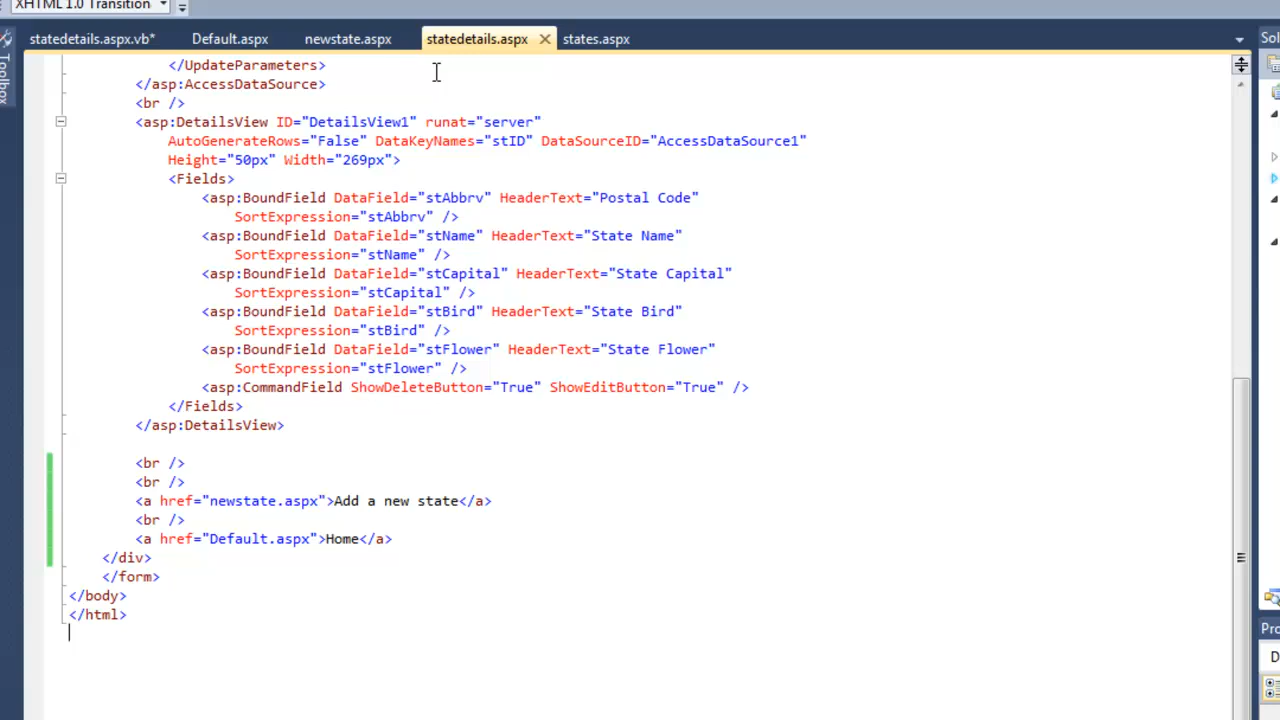 XHTML 1.0 Transition
statedetails.aspx.vb* Default.aspx newstate.aspx statedetails.aspx states.aspx
Sol
Toolbox
</UpdateParameters>
</asp:AccessDataSource>
<br />
<asp:DetailsView ID="DetailsView1" runat="server"
AutoGenerateRows="False" DataKeyNames="stID" DataSourceID="AccessDataSource1"
Height="50px" Width="269px">
<Fields>
<asp:BoundField DataField="stAbbrv" HeaderText="Postal Code"
SortExpression="stAbbrv" />
<asp:BoundField DataField="stName" HeaderText="State Name"
SortExpression="stName" />
<asp:BoundField DataField="stCapital" HeaderText="State Capital"
SortExpression="stCapital" />
<asp:BoundField DataField="stBird" HeaderText="State Bird"
SortExpression="stBird" />
<asp:BoundField DataField="stFlower" HeaderText="State Flower"
SortExpression="stFlower" />
<asp:CommandField ShowDeleteButton="True" ShowEditButton="True" />
</Fields>
</asp:DetailsView>
<br />
<br />
<a href="newstate.aspx">Add a new state</a>
<br />
<a href="Default.aspx">Home</a>
</div>
</form>
</body>
</html>
Pro
D